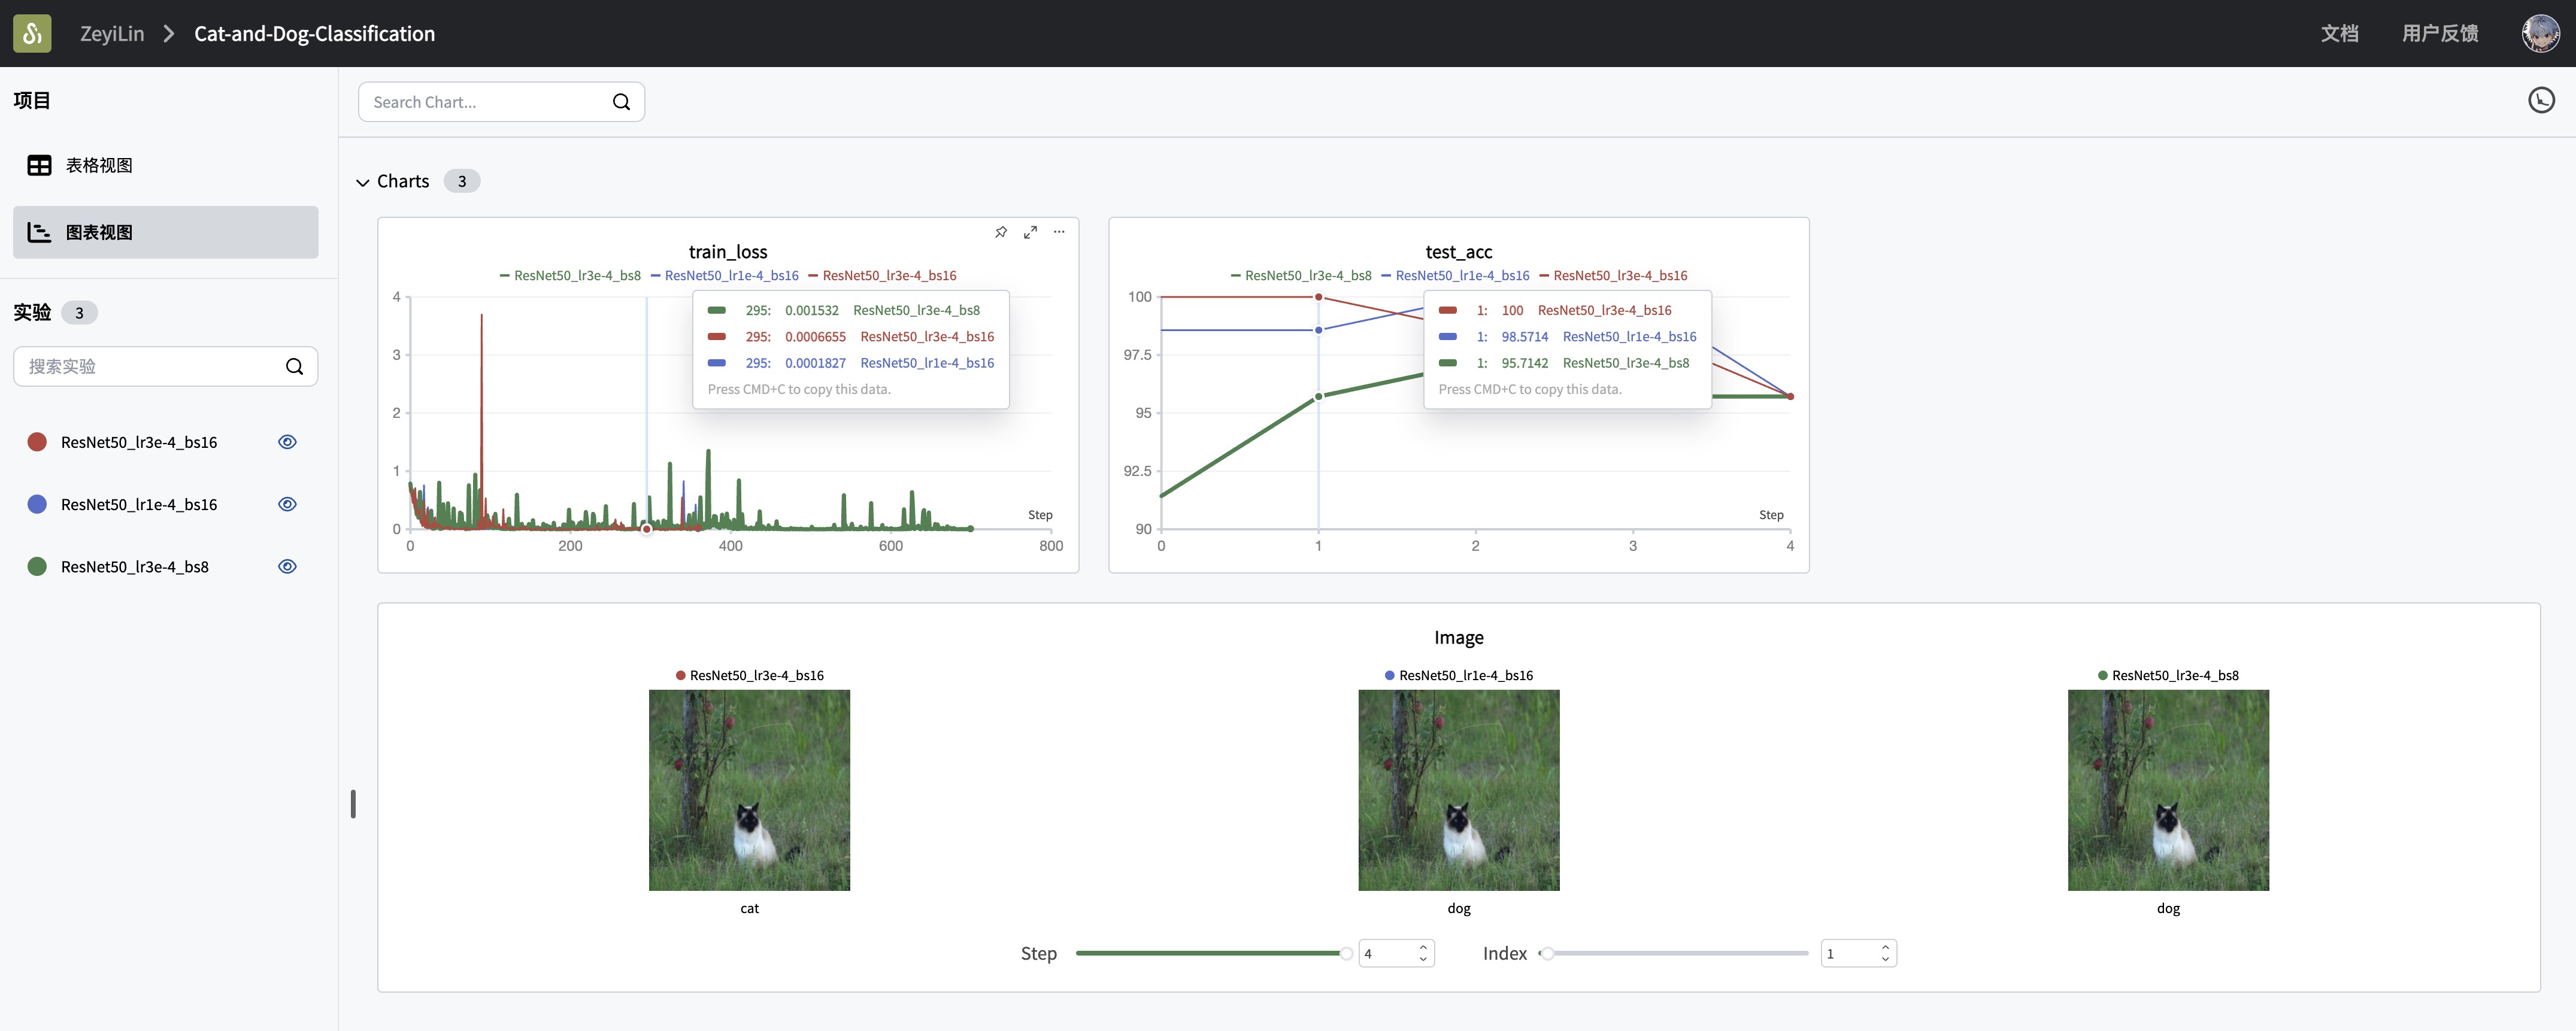 ZeyiLin > Cat-and-Dog-Classification 文档 用户反馈
项目
表格视图
图表视图
实验 3
搜索实验
ResNet50_lr3e-4_bs16
ResNet50_lr1e-4_bs16
ResNet50_lr3e-4_bs8
Search Chart...
Charts 3
train_loss
ResNet50_lr3e-4_bs8 ResNet50_lr1e-4_bs16 ResNet50_lr3e-4_bs16
295: 0.001532 ResNet50_lr3e-4_bs8
295: 0.0006655 ResNet50_lr3e-4_bs16
295: 0.0001827 ResNet50_lr1e-4_bs16
Press CMD+C to copy this data.
4
3
2
1
0
Step
0 200 400 600 800
test_acc
ResNet50_lr3e-4_bs8 ResNet50_lr1e-4_bs16 ResNet50_lr3e-4_bs16
1: 100 ResNet50_lr3e-4_bs16
1: 98.5714 ResNet50_lr1e-4_bs16
1: 95.7142 ResNet50_lr3e-4_bs8
Press CMD+C to copy this data.
100
97.5
95
92.5
90
Step
0 1 2 3 4
Image
ResNet50_lr3e-4_bs16 ResNet50_lr1e-4_bs16 ResNet50_lr3e-4_bs8
cat dog dog
Step 4 Index 1